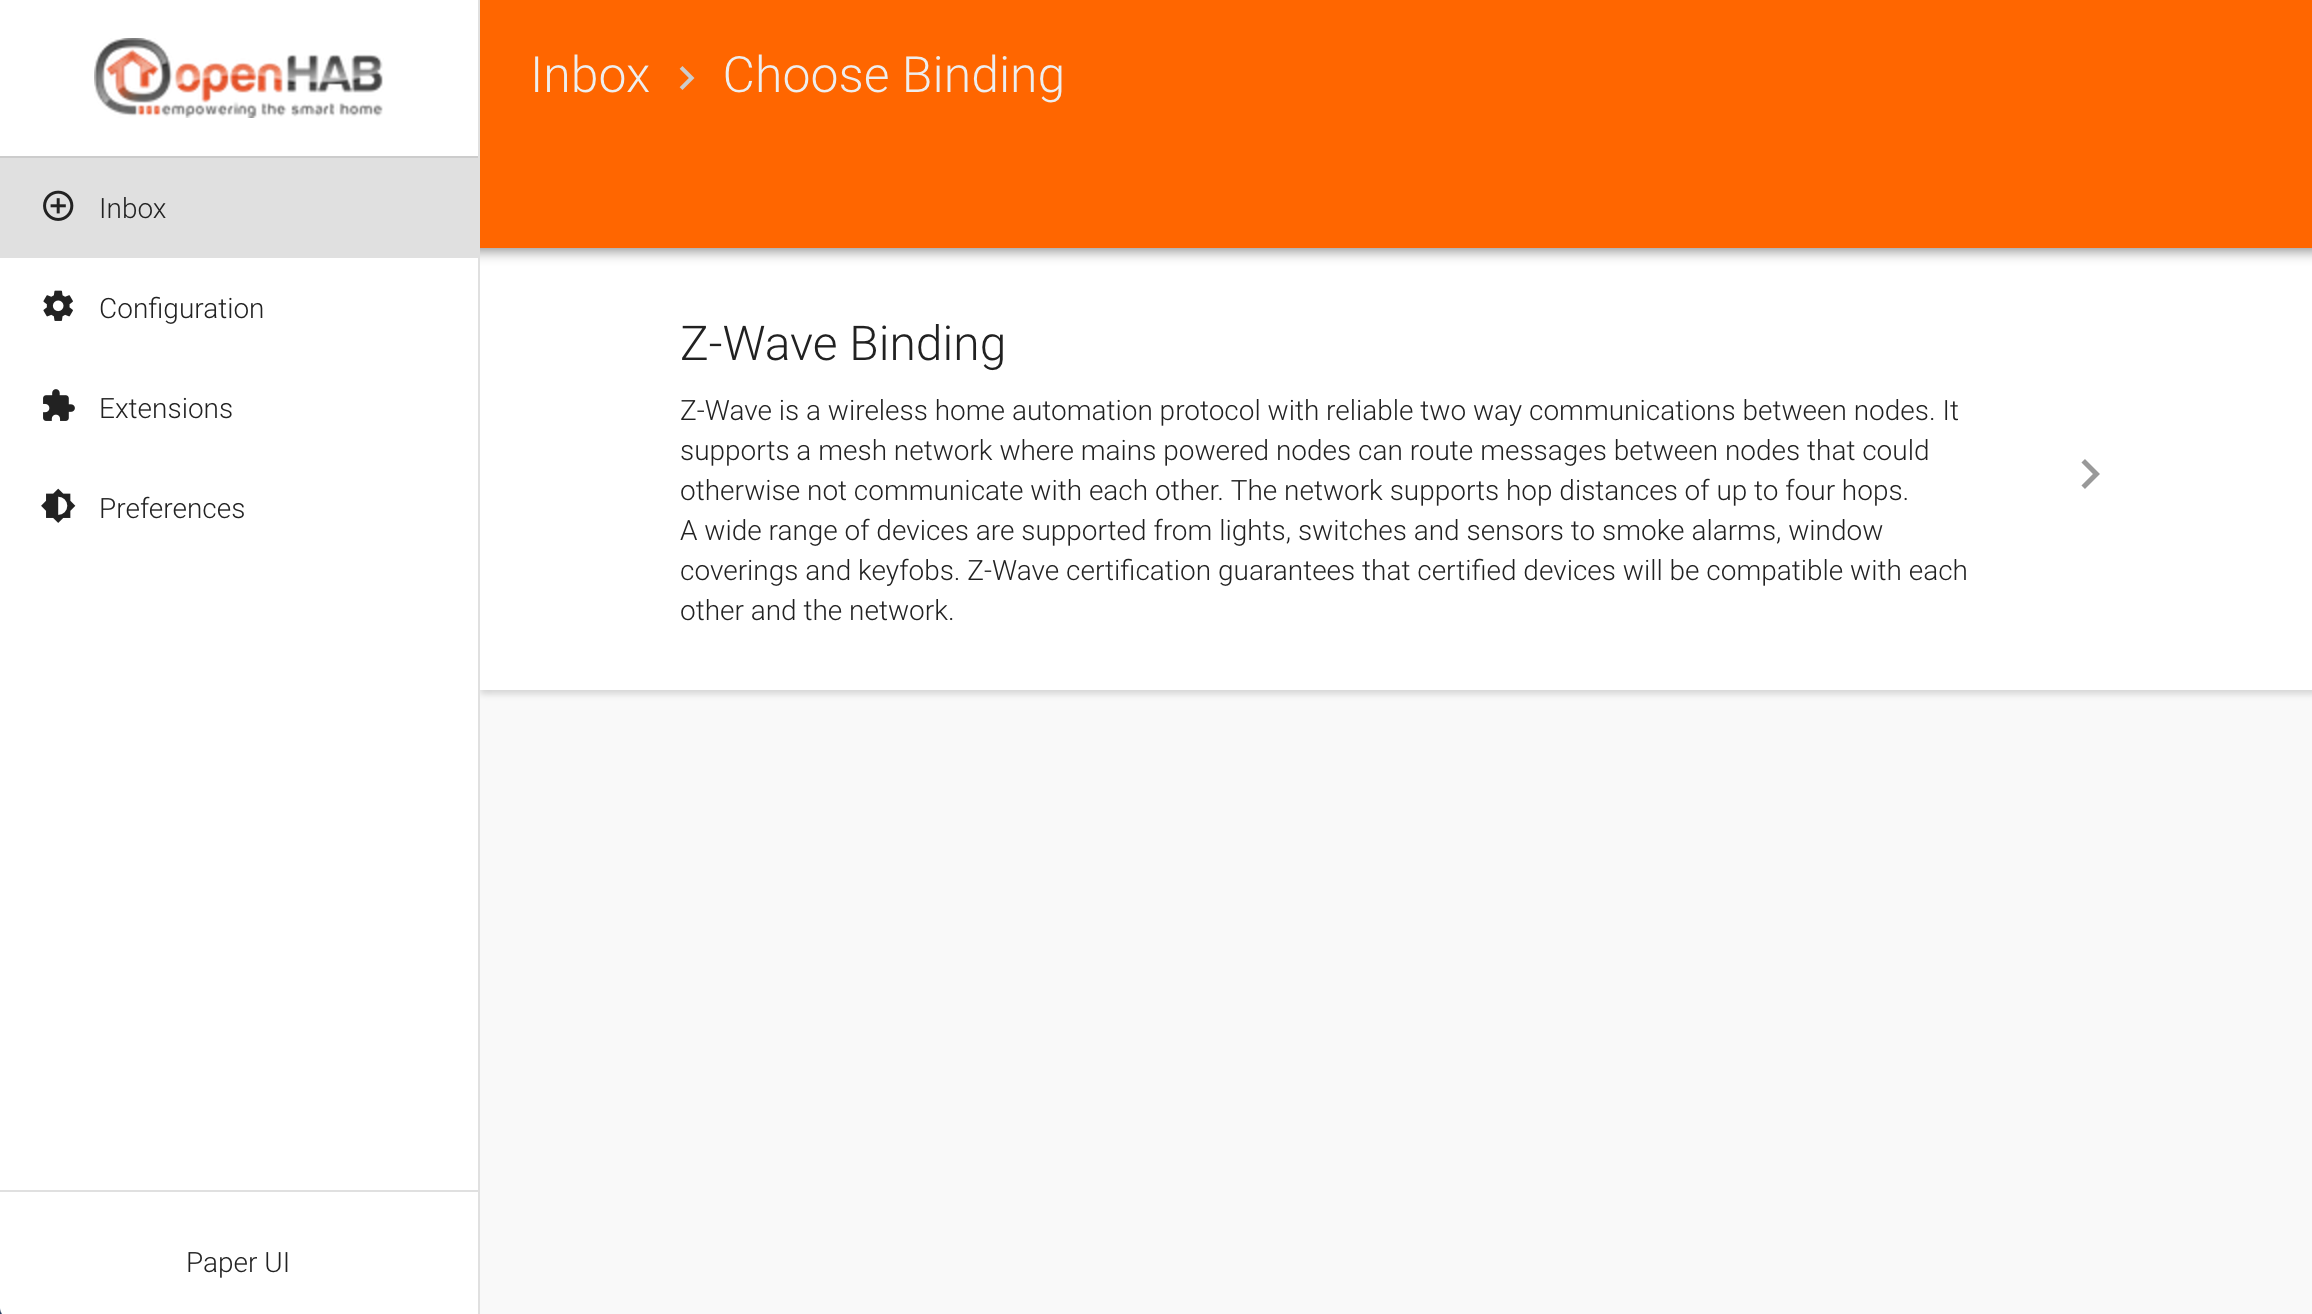 openHAB
empowering the smart home
Inbox
Configuration
Extensions
Preferences
Paper UI
Inbox > Choose Binding
Z-Wave Binding
Z-Wave is a wireless home automation protocol with reliable two way communications between nodes. It
supports a mesh network where mains powered nodes can route messages between nodes that could
otherwise not communicate with each other. The network supports hop distances of up to four hops.
A wide range of devices are supported from lights, switches and sensors to smoke alarms, window
coverings and keyfobs. Z-Wave certification guarantees that certified devices will be compatible with each
other and the network.